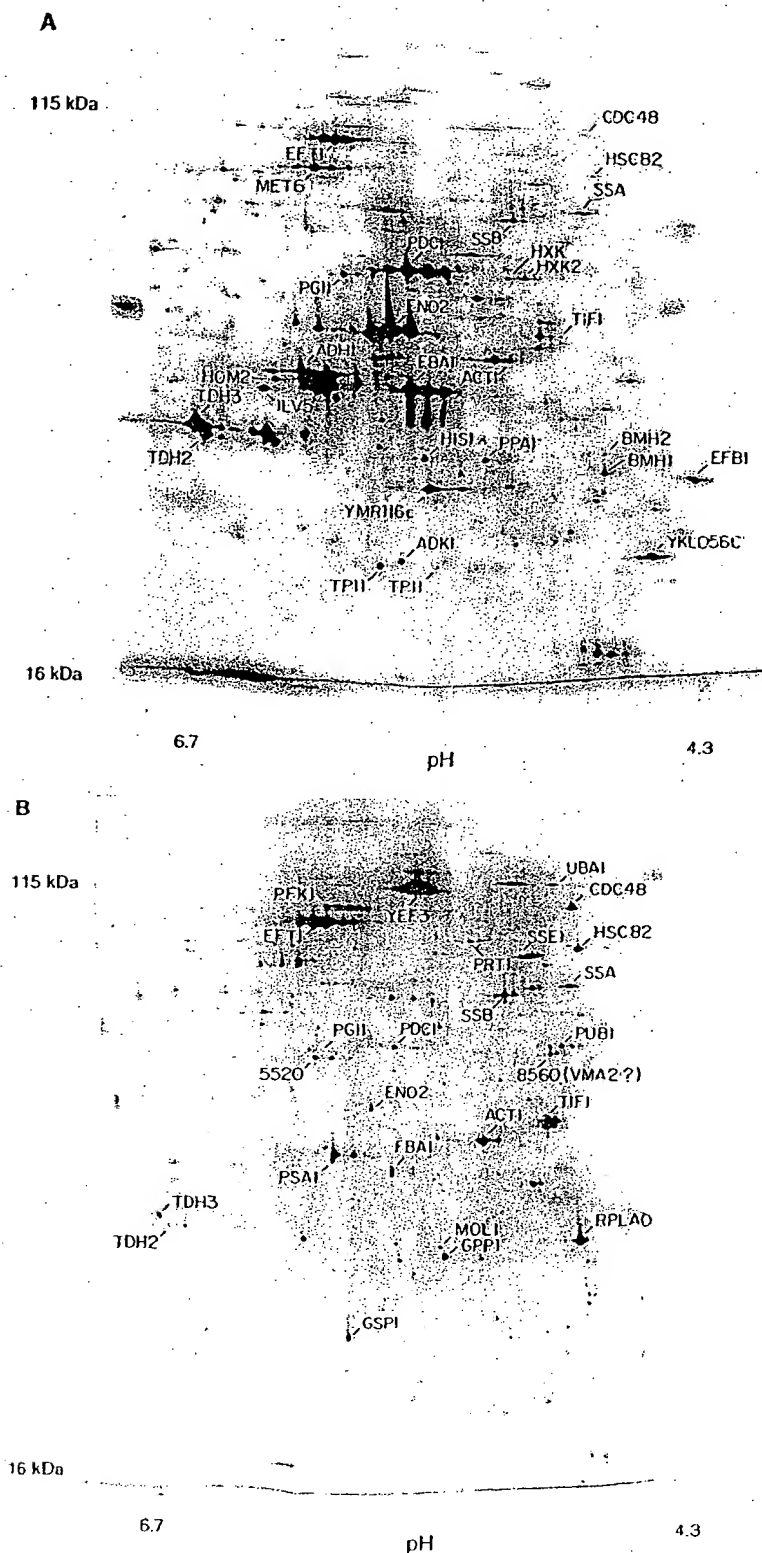 A
115 kDa
CDC48
EFT1
HSC82
MET6
SSA
SSB
PDC1
HXK
HXK2
PGI1
ENO2
TIF1
ADH1
FBA1
ACT1
HOM2
TDH3
ILV5
HIS1
PPA1
BMH2
BMH1
EFB1
TDH2
YMR116c
ADK1
YKL056C
TPI1
TPI1
16 kDa
6.7
pH
4.3
B
115 kDa
UBA1
CDC48
PFK1
YEF3
EFT1
HSC82
SSE1
PRT1
SSA
SSB
PGI1
PDC1
PUB1
5520
8560 (VMA2?)
ENO2
TIF1
ACT1
FBA1
PSA1
TDH3
TDH2
MOL1
GPP1
RPLA0
GSP1
16 kDa
6.7
pH
4.3